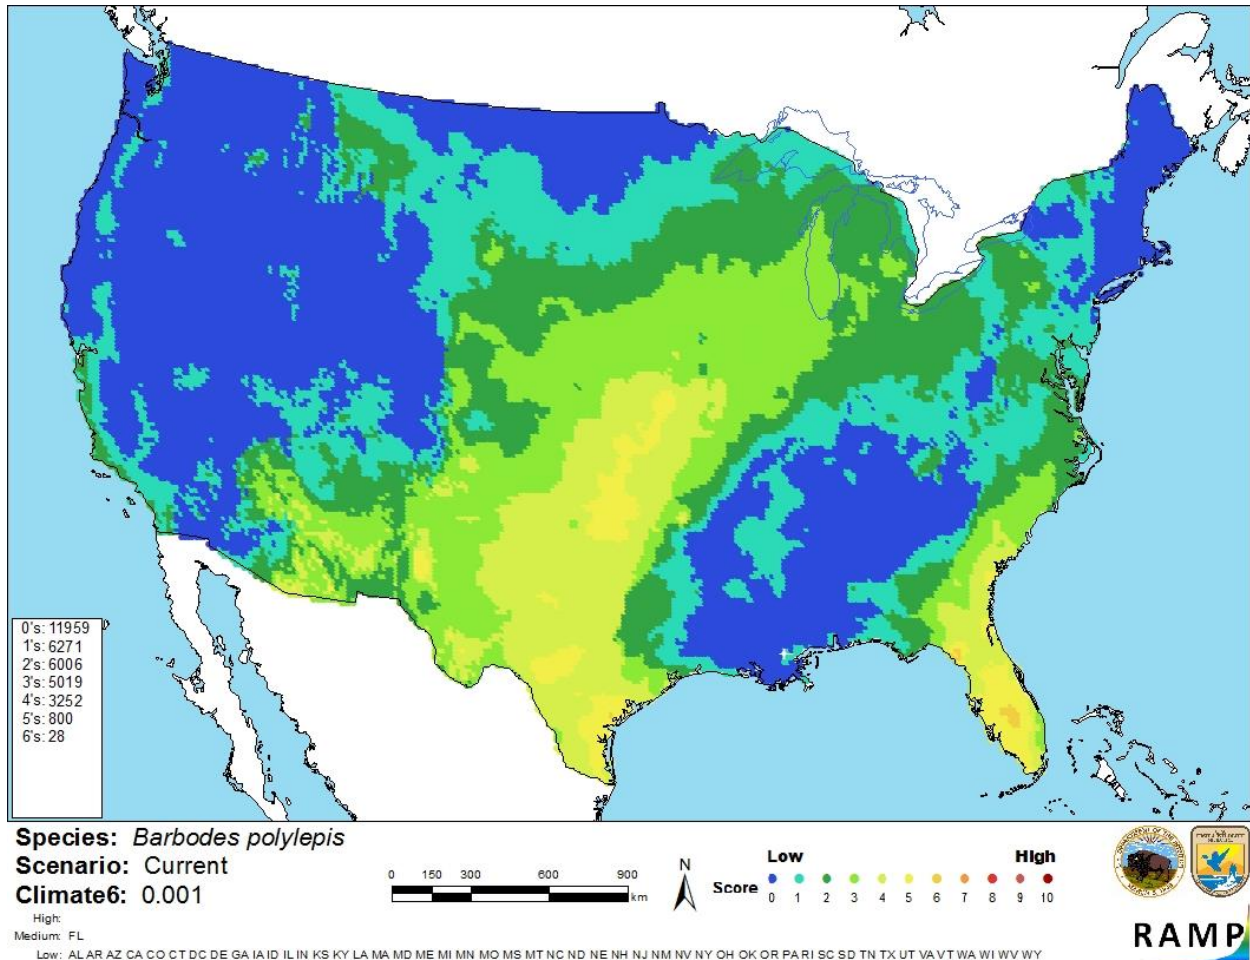 0's: 11959
1's: 6271
2's: 6006
3's: 5019
4's: 3252
5's: 800
6's: 28
Species: Barbodes polylepis
Scenario: Current
Climate6: 0.001
High:
Medium: FL
Low: AL AR AZ CA CO CT DC DE GA IA ID IL IN KS KY LA MA MD ME MI MN MO MS MT NC ND NE NH NJ NM NV NY OH OK OR PA RI SC SD TN TX UT VA VT WA WI WV WY
0 150 300 600 900
km
N
Low High
Score
0 1 2 3 4 5 6 7 8 9 10
RAMP